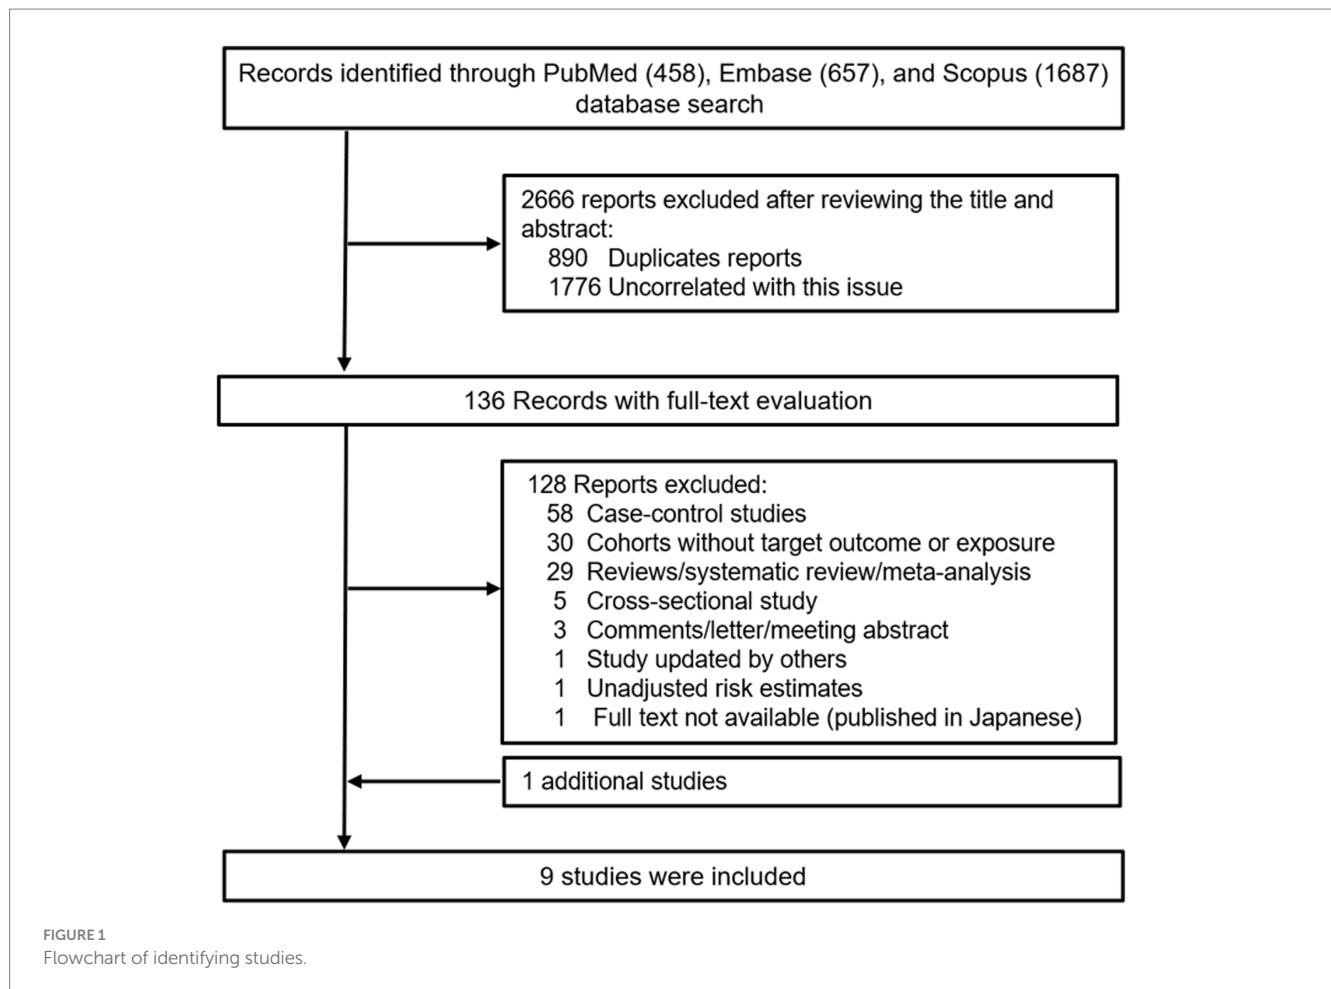 Records identified through PubMed (458), Embase (657), and Scopus (1687)
database search
2666 reports excluded after reviewing the title and
abstract:
890 Duplicates reports
1776 Uncorrelated with this issue
136 Records with full-text evaluation
128 Reports excluded:
58 Case-control studies
30 Cohorts without target outcome or exposure
29 Reviews/systematic review/meta-analysis
5 Cross-sectional study
3 Comments/letter/meeting abstract
1 Study updated by others
1 Unadjusted risk estimates
1 Full text not available (published in Japanese)
1 additional studies
9 studies were included
FIGURE 1
Flowchart of identifying studies.